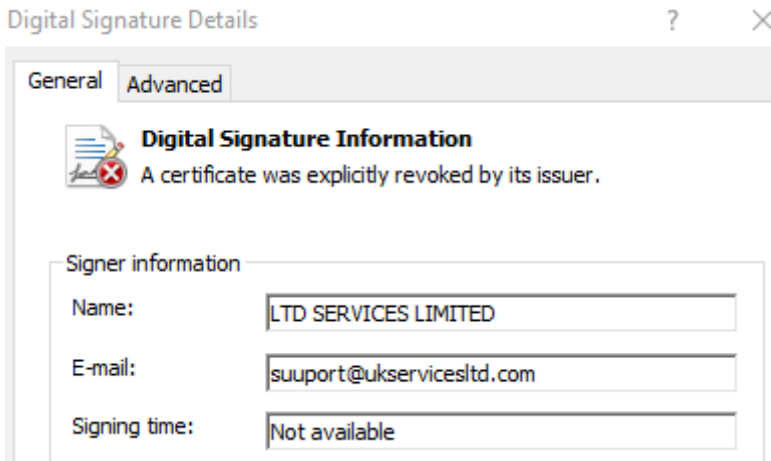 Digital Signature Details ? ×
General Advanced
Digital Signature Information
A certificate was explicitly revoked by its issuer.
Signer information
Name: LTD SERVICES LIMITED
E-mail: suuport@ukservicesltd.com
Signing time: Not available